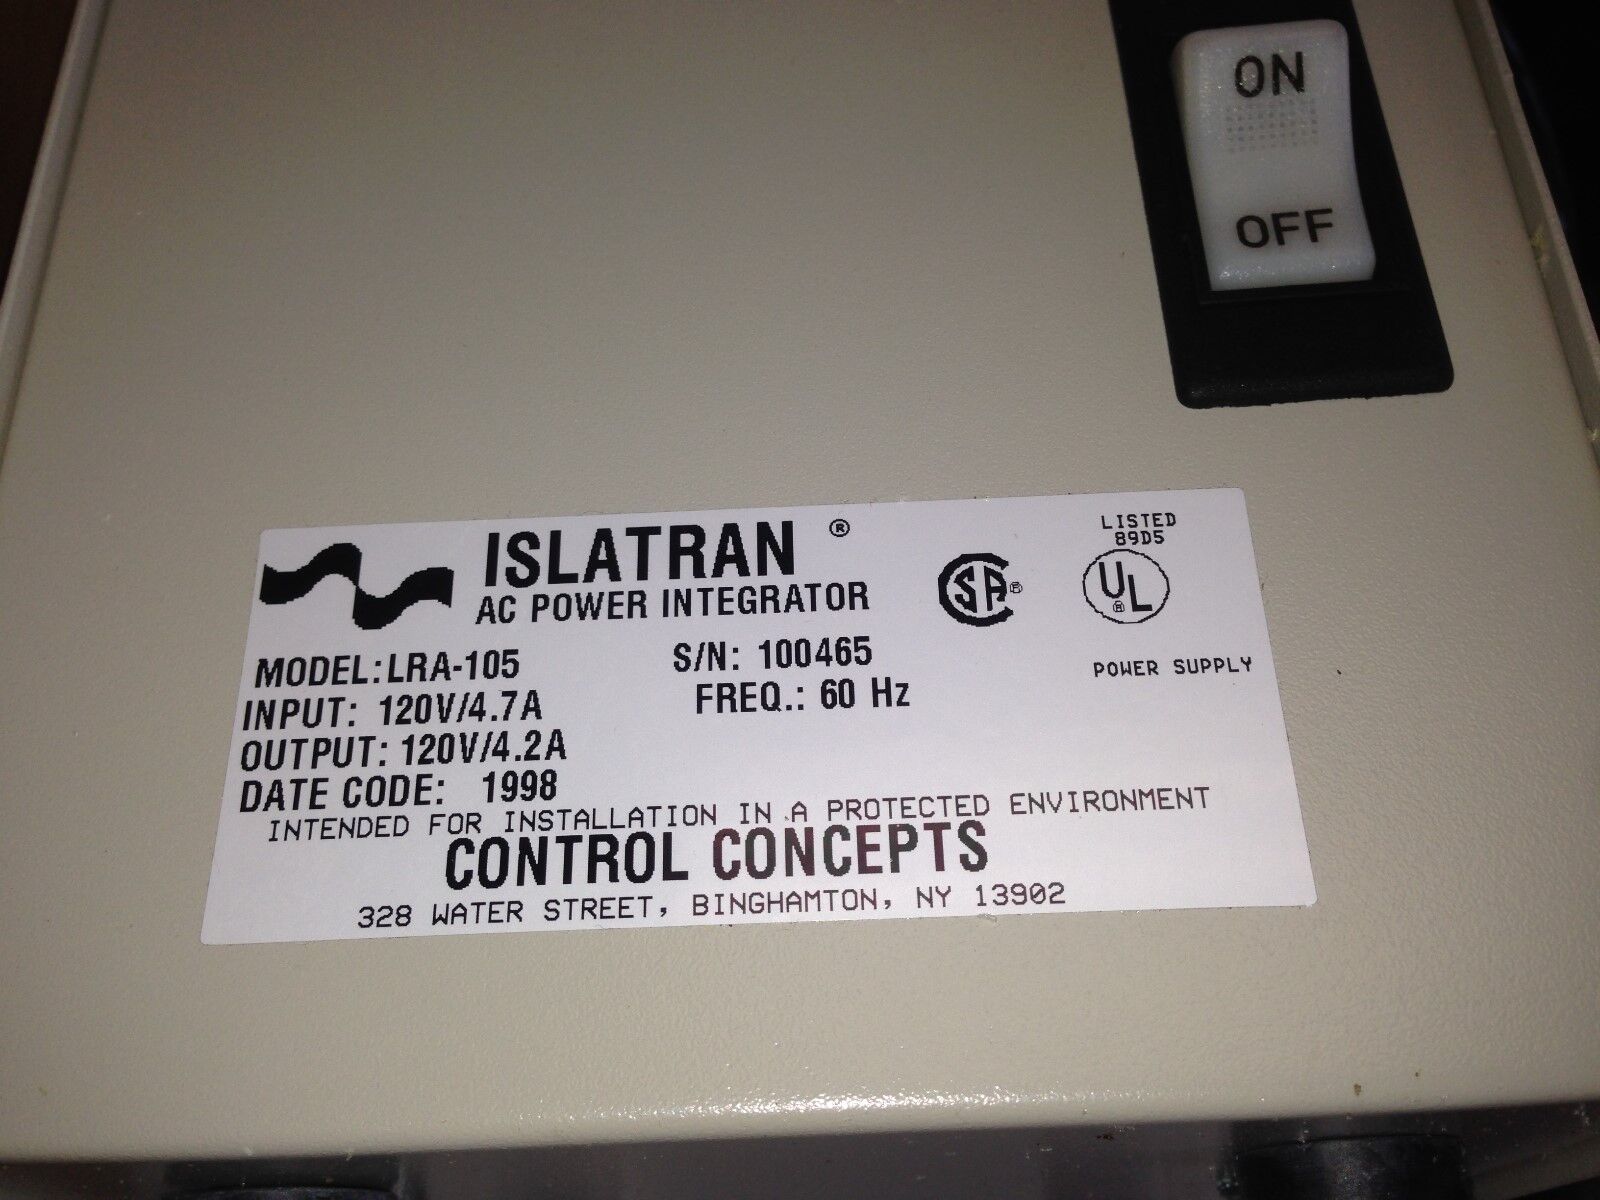 ON
OFF
ISLATRAN ®
AC POWER INTEGRATOR
CSA ®
LISTED
89D5
UL ®
MODEL: LRA-105
S/N: 100465
POWER SUPPLY
INPUT: 120V/4.7A
FREQ.: 60 Hz
OUTPUT: 120V/4.2A
DATE CODE: 1998
INTENDED FOR INSTALLATION IN A PROTECTED ENVIRONMENT
CONTROL CONCEPTS
328 WATER STREET, BINGHAMTON, NY 13902